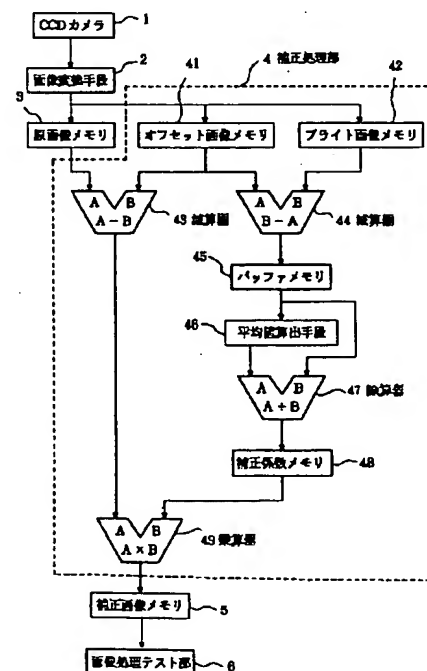 CCDカメラ
1
4 補正処理部
画像変換手段
2
41
42
3
原画像メモリ
オフセット画像メモリ
ブライト画像メモリ
A B
A − B
43 減算器
A B
B − A
44 減算器
45
バッファメモリ
46
平均値算出手段
A B
A ÷ B
47 除算器
補正係数メモリ
48
A B
A × B
49 乗算器
補正画像メモリ
5
画像処理テスト部
6